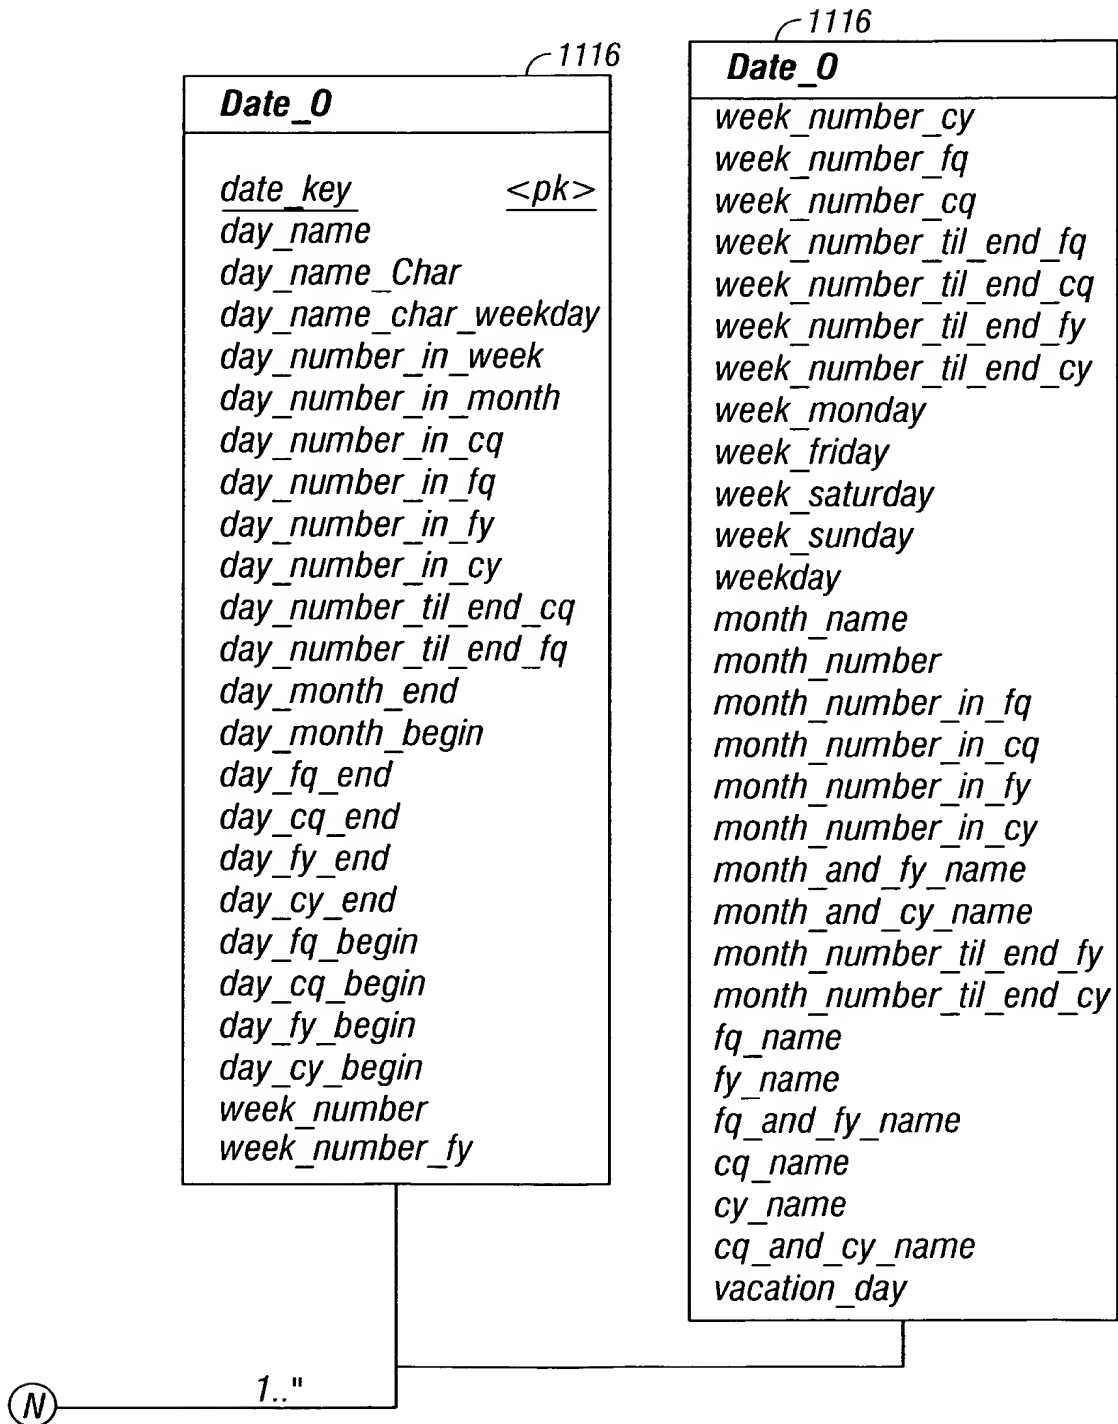 1116
Date_0
date_key <pk>
day_name
day_name_Char
day_name_char_weekday
day_number_in_week
day_number_in_month
day_number_in_cq
day_number_in_fq
day_number_in_fy
day_number_in_cy
day_number_til_end_cq
day_number_til_end_fq
day_month_end
day_month_begin
day_fq_end
day_cq_end
day_fy_end
day_cy_end
day_fq_begin
day_cq_begin
day_fy_begin
day_cy_begin
week_number
week_number_fy
1116
Date_0
week_number_cy
week_number_fq
week_number_cq
week_number_til_end_fq
week_number_til_end_cq
week_number_til_end_fy
week_number_til_end_cy
week_monday
week_friday
week_saturday
week_sunday
weekday
month_name
month_number
month_number_in_fq
month_number_in_cq
month_number_in_fy
month_number_in_cy
month_and_fy_name
month_and_cy_name
month_number_til_end_fy
month_number_til_end_cy
fq_name
fy_name
fq_and_fy_name
cq_name
cy_name
cq_and_cy_name
vacation_day
N
1.."